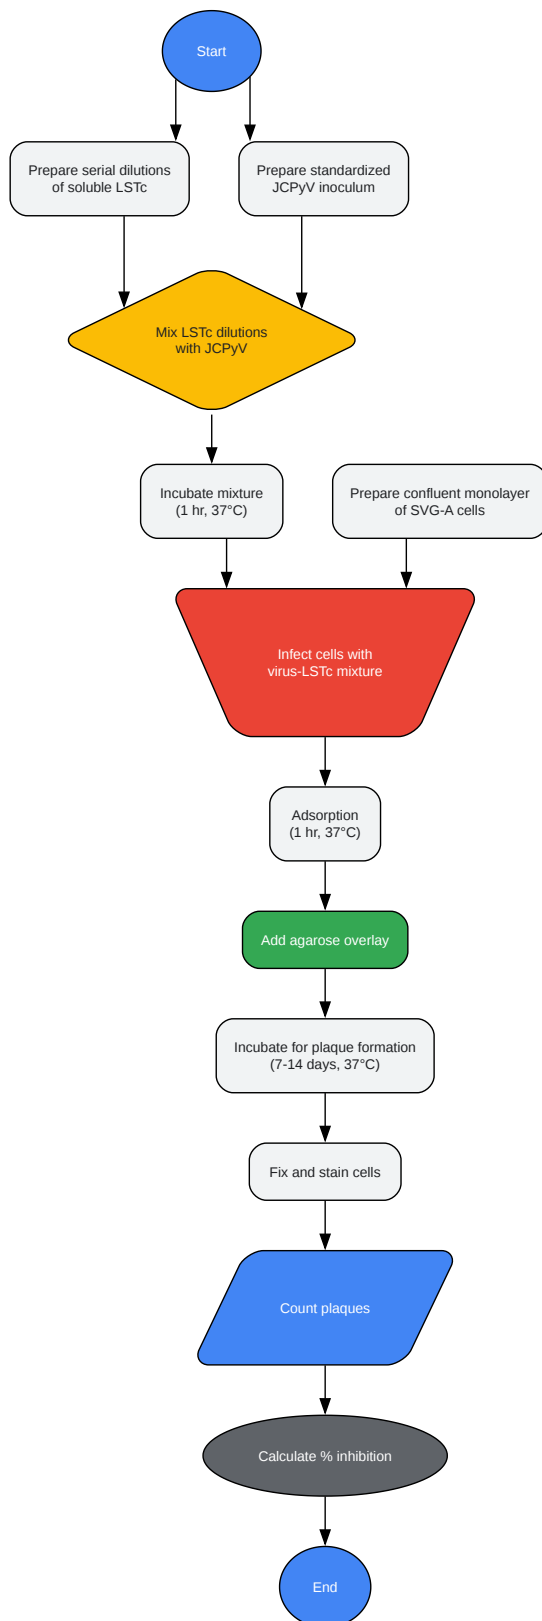 Start
Prepare serial dilutions
of soluble LSTc
Prepare standardized
JCPyV inoculum
Mix LSTc dilutions
with JCPyV
Incubate mixture
(1 hr, 37°C)
Prepare confluent monolayer
of SVG-A cells
Infect cells with
virus-LSTc mixture
Adsorption
(1 hr, 37°C)
Add agarose overlay
Incubate for plaque formation
(7-14 days, 37°C)
Fix and stain cells
Count plaques
Calculate % inhibition
End